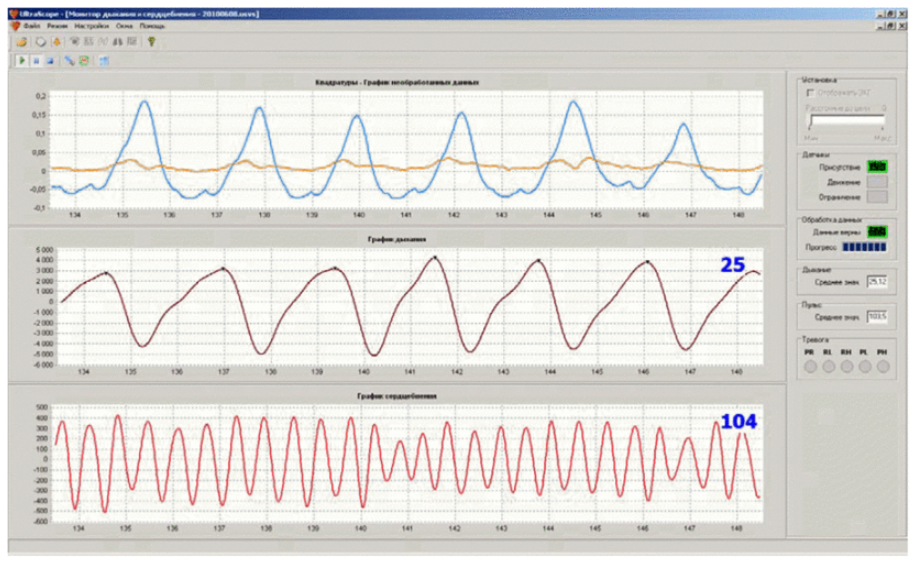 UltraScope - [Монитор дыхания и сердцебиения - 20100608.usvs]
Файл Режим Настройки Окна Помощь
Квадратуры - График необработанных данных
0,2
0,15
0,1
0,05
0
-0,05
-0,1
134 135 136 137 138 139 140 141 142 143 144 145 146 147 148
График дыхания
25
5 000
4 000
3 000
2 000
1 000
0
-1 000
-2 000
-3 000
-4 000
-5 000
-6 000
134 135 136 137 138 139 140 141 142 143 144 145 146 147 148
График сердцебиения
104
500
400
300
200
100
0
-100
-200
-300
-400
-500
-600
134 135 136 137 138 139 140 141 142 143 144 145 146 147 148
Установка
Отображать
Расстояние до цели 0
Мин Макс
Датчики
Присутствие
Движение
Ограничение
Обработка данных
Данные верны
Прогресс
Дыхание
Среднее знач. 25,12
Пульс
Среднее знач. 103,5
Тревога
PR RL RH PL PH